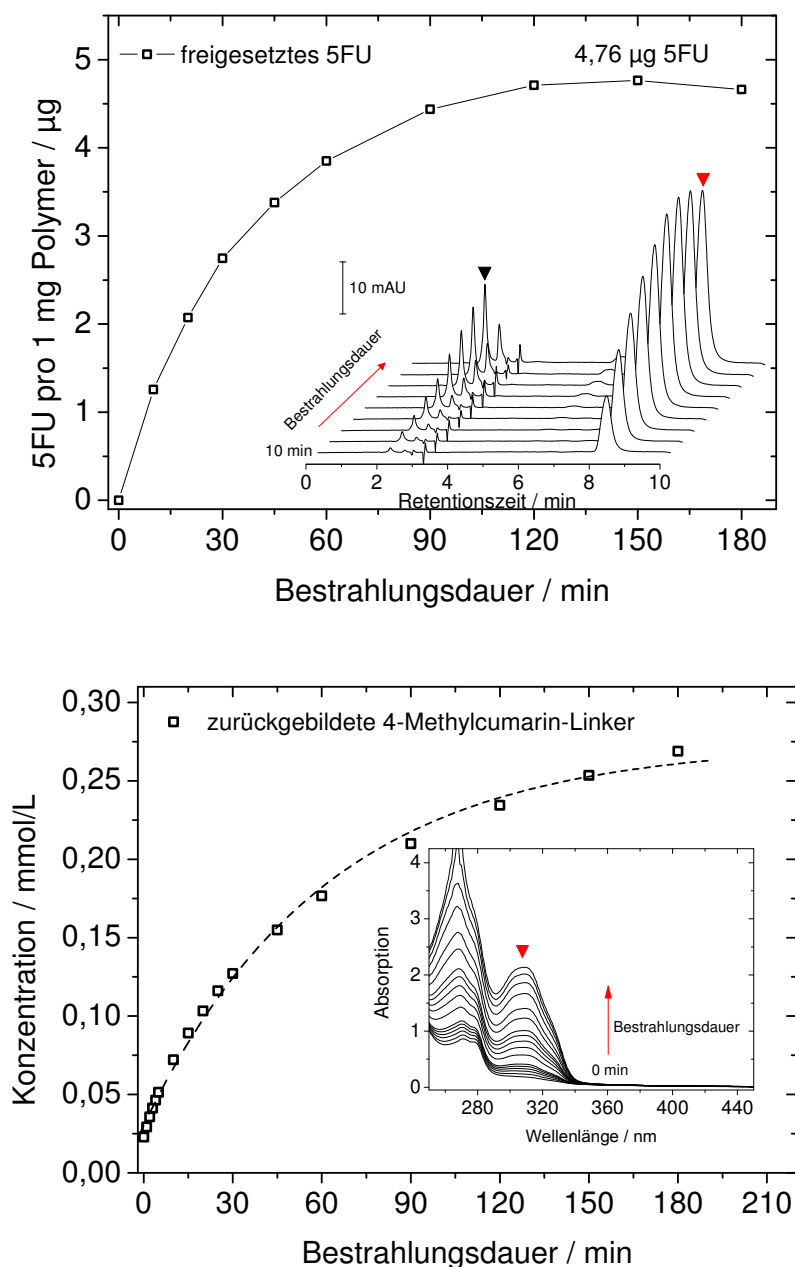 freigesetztes 5FU
4,76 µg 5FU
5FU pro 1 mg Polymer / µg
5
4
3
2
1
0
10 mAU
Bestrahlungsdauer
10 min
0 2 4 6 8 10
Retentionszeit / min
0 30 60 90 120 150 180
Bestrahlungsdauer / min
zurückgebildete 4-Methylcumarin-Linker
Konzentration / mmol/L
0,30
0,25
0,20
0,15
0,10
0,05
0,00
Absorption
4
3
2
1
0
Bestrahlungsdauer
0 min
280 320 360 400 440
Wellenlänge / nm
0 30 60 90 120 150 180 210
Bestrahlungsdauer / min